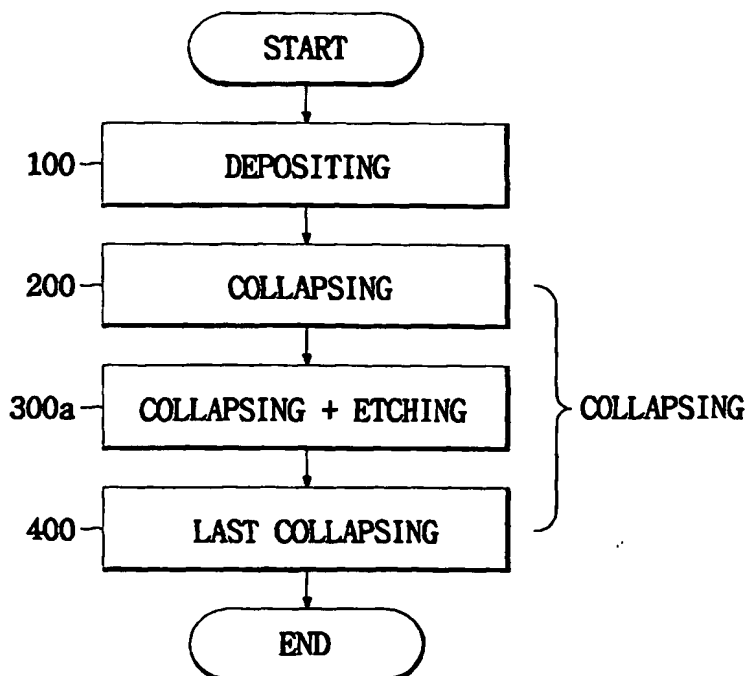 START
100
DEPOSITING
200
COLLAPSING
300a
COLLAPSING + ETCHING
COLLAPSING
400
LAST COLLAPSING
END